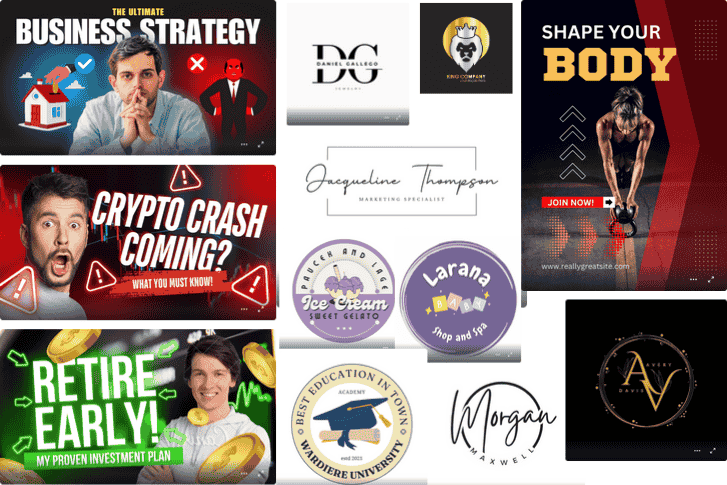 THE ULTIMATE
BUSINESS STRATEGY
CRYPTO CRASH
COMING?
WHAT YOU MUST KNOW!
RETIRE
EARLY!
MY PROVEN INVESTMENT PLAN
DG
DANIEL GALLEGO
KING COMPANY
Jacqueline Thompson
MARKETING SPECIALIST
PAUCEK AND LAGE
Ice Cream
SWEET GELATO
Larana
BABY
Shop and Spa
BEST EDUCATION IN TOWN
ACADEMY
estd 2022
WARDIERE UNIVERSITY
Morgan
MAXWELL
SHAPE YOUR
BODY
JOIN NOW!
www.reallygreatsite.com
AVERY
DAVIS
AA